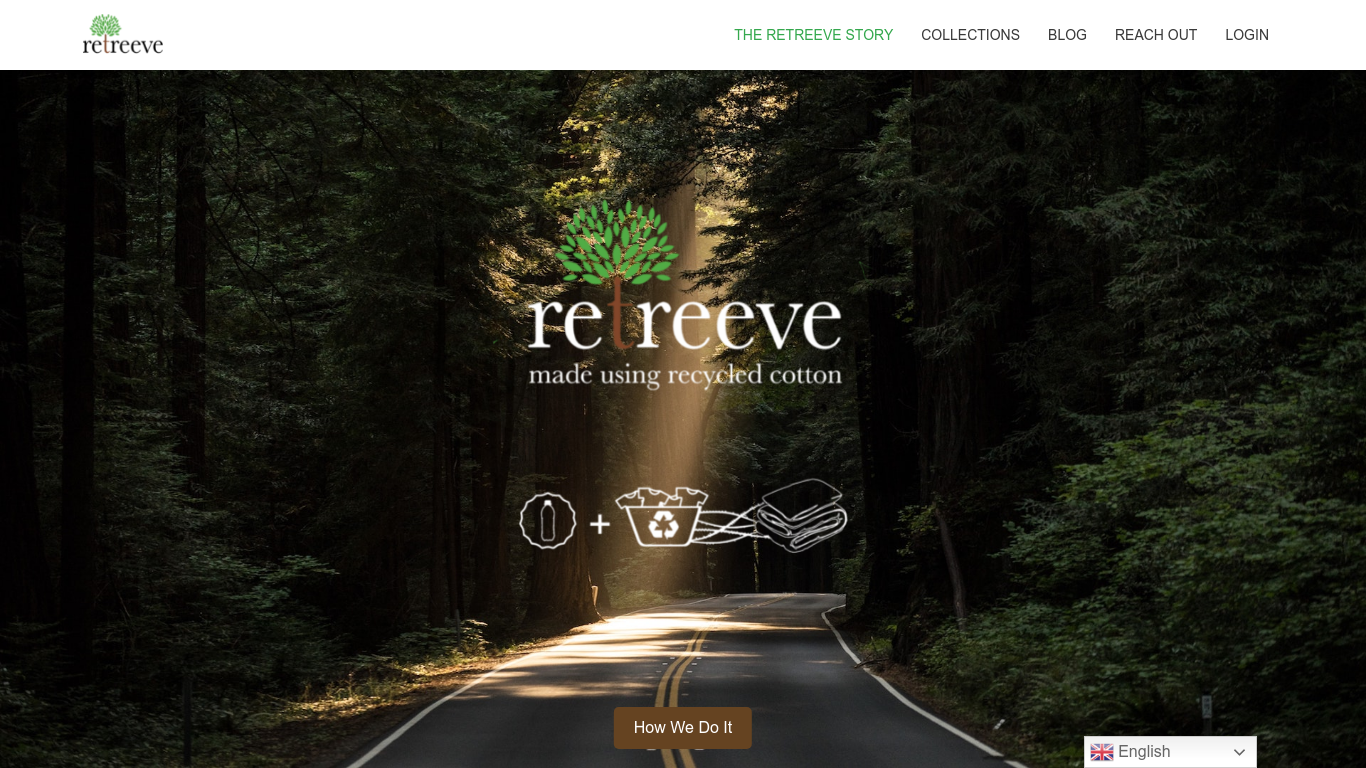 retreeve
THE RETREEVE STORY
COLLECTIONS
BLOG
REACH OUT
LOGIN
retreeve
made using recycled cotton
How We Do It
English